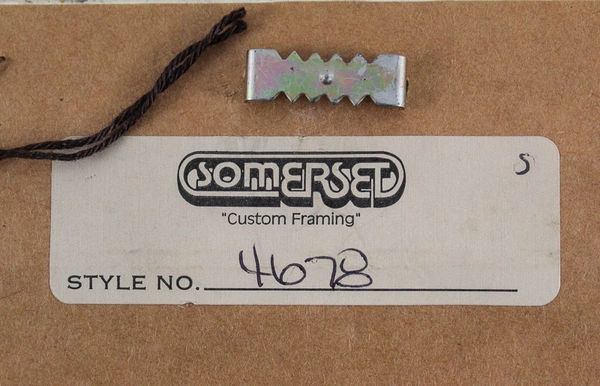 S
SOMERSET
"Custom Framing"
STYLE NO. 4678